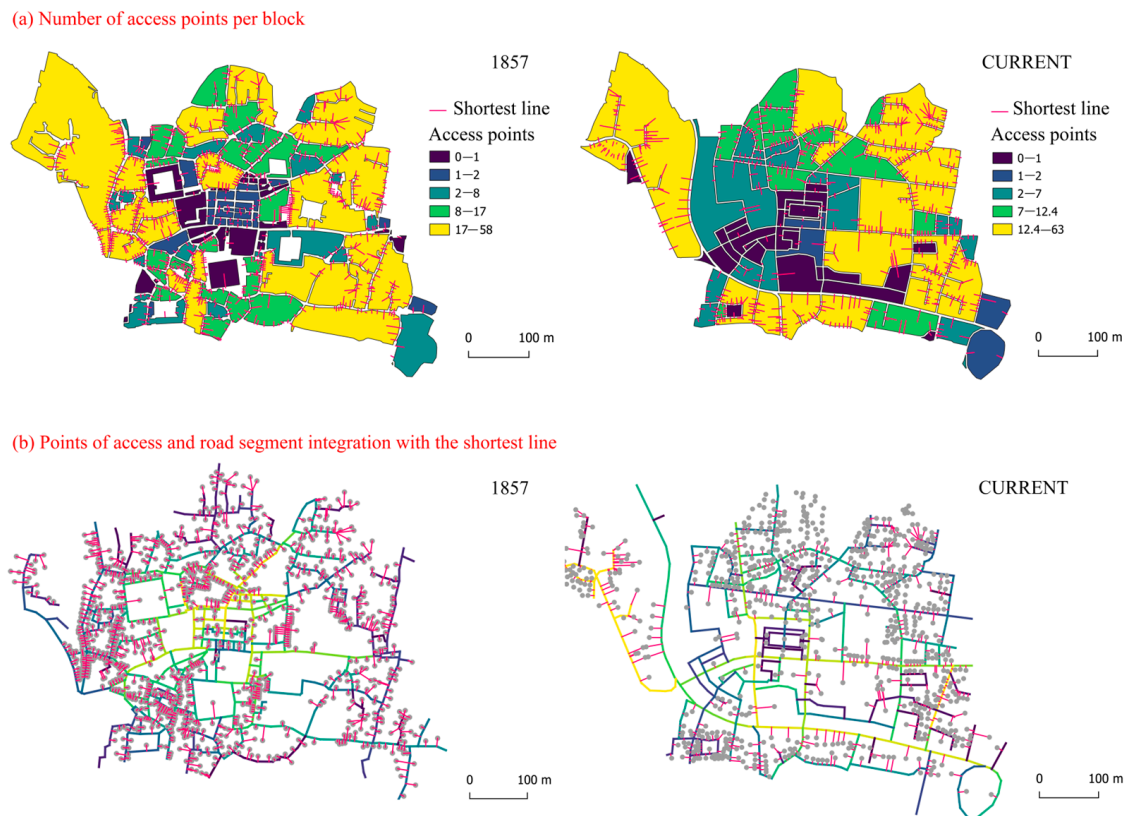 (a) Number of access points per block
1857
Shortest line
Access points
0—1
1—2
2—8
8—17
17—58
0 100 m
CURRENT
Shortest line
Access points
0—1
1—2
2—7
7—12.4
12.4—63
0 100 m
(b) Points of access and road segment integration with the shortest line
1857
0 100 m
CURRENT
0 100 m